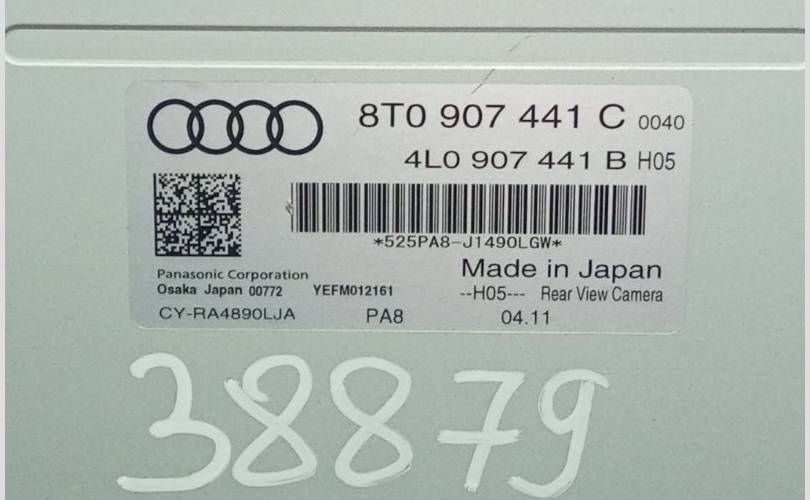 8T0 907 441 C 0040
4L0 907 441 B H05
*525PA8-J1490LGW*
Panasonic Corporation
Made in Japan
Osaka Japan 00772 YEFM012161
--H05--- Rear View Camera
CY-RA4890LJA PA8 04.11
38879